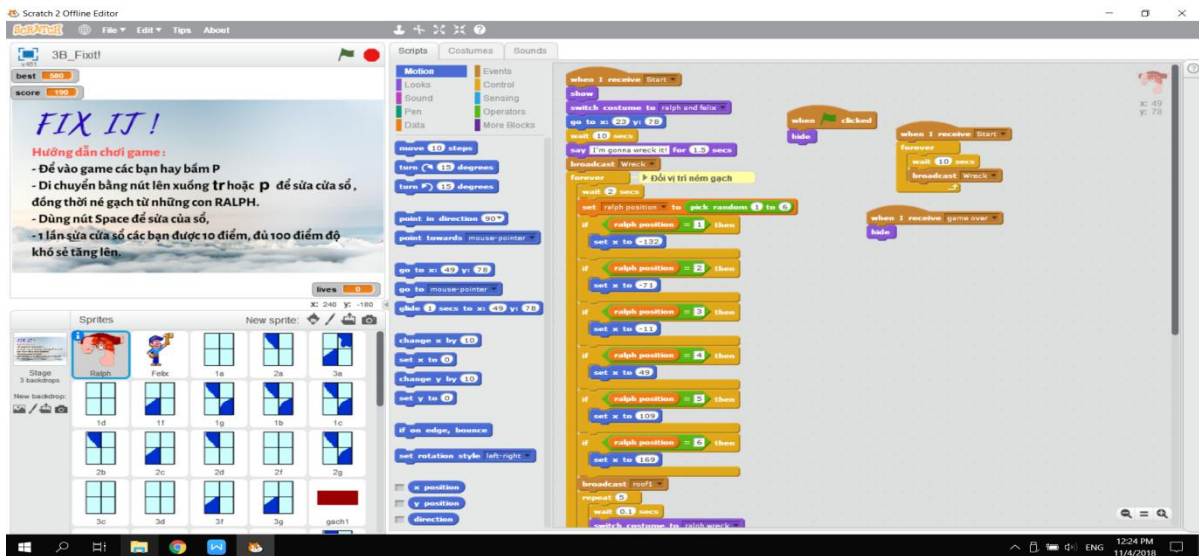 Scratch 2 Offline Editor
SCRATCH File Edit Tips About
3B_Fixit!
v461
best 580
score 190
FIX IT !
Hướng dẫn chơi game :
- Để vào game các bạn hay bấm P
- Di chuyển bằng nút lên xuống tr hoặc p để sửa cửa sổ ,
đồng thời né gạch từ những con RALPH.
- Dùng nút Space để sửa của sổ,
- 1 lần sửa cửa sổ các bạn được 10 điểm, đủ 100 điểm độ
khó sẻ tăng lên.
lives 0
x: 240 y: -180
Sprites New sprite:
Stage
3 backdrops
New backdrop:
Ralph Felix 1a 2a 3a
1d 1f 1g 1b 1c
2b 2c 2d 2f 2g
3c 3d 3f 3g gach1
Scripts Costumes Sounds
Motion Events
Looks Control
Sound Sensing
Pen Operators
Data More Blocks
move 10 steps
turn 15 degrees
turn 15 degrees
point in direction 90
point towards mouse-pointer
go to x: 49 y: 78
go to mouse-pointer
glide 1 secs to x: 49 y: 78
change x by 10
set x to 0
change y by 10
set y to 0
if on edge, bounce
set rotation style left-right
x position
y position
direction
when I receive Start
show
switch costume to ralph and felix
go to x: 23 y: 78
wait 10 secs
say I'm gonna wreck it! for 1.5 secs
broadcast Wreck
forever
Đổi vị trí ném gạch
wait 2 secs
set ralph position to pick random 1 to 6
if ralph position = 1 then
set x to -132
if ralph position = 2 then
set x to -71
if ralph position = 3 then
set x to -11
if ralph position = 4 then
set x to 49
if ralph position = 5 then
set x to 109
if ralph position = 6 then
set x to 169
broadcast roof1
repeat 5
wait 0.1 secs
switch costume to ralph wreck
when clicked
hide
when I receive Start
forever
wait 10 secs
broadcast Wreck
when I receive game over
hide
x: 49
y: 78
ENG
12:24 PM
11/4/2018